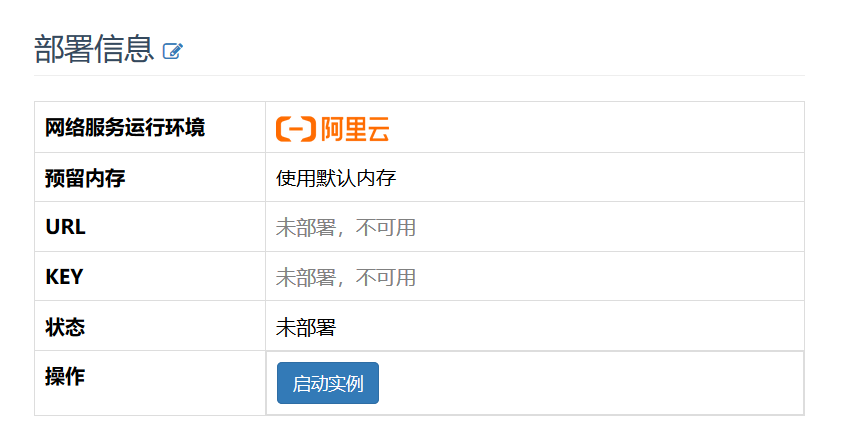 部署信息
网络服务运行环境 阿里云
预留内存 使用默认内存
URL 未部署，不可用
KEY 未部署，不可用
状态 未部署
操作 启动实例